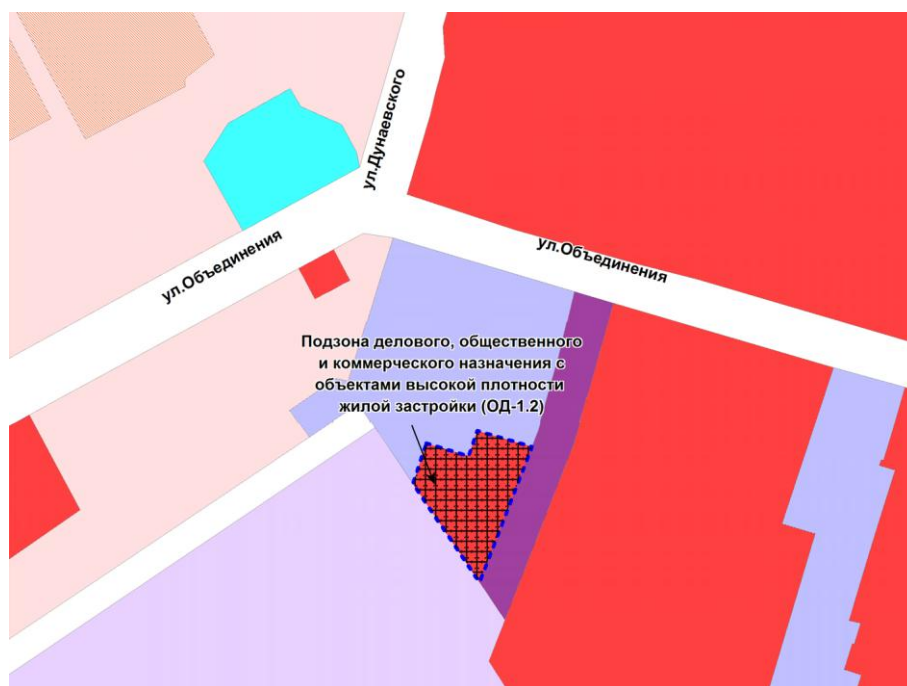 ул.Дунаевского
ул.Объединения
ул.Объединения
Подзона делового, общественного
и коммерческого назначения с
объектами высокой плотности
жилой застройки (ОД-1.2)